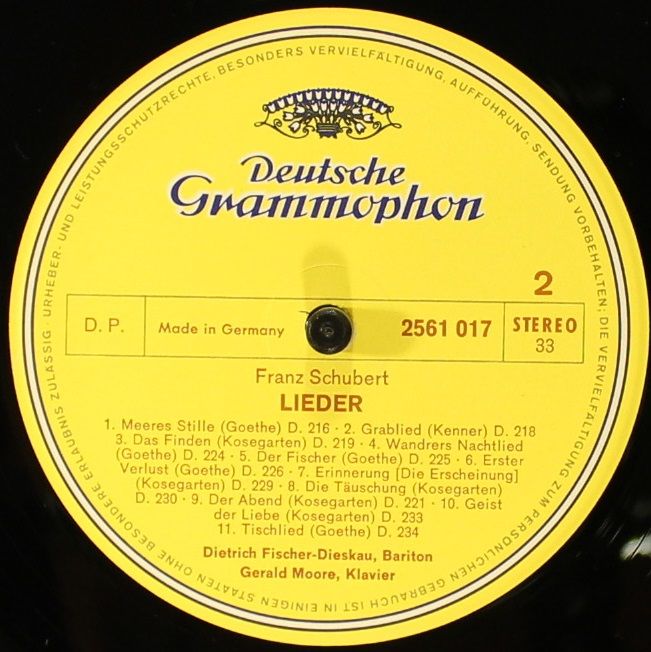 URHEBER- UND LEISTUNGSSCHUTZRECHTE, BESONDERS VERVIELFÄLTIGUNG, AUFFÜHRUNG, SENDUNG VORBEHALTEN; DIE VERVIELFÄLTIGUNG ZUM PERSÖNLICHEN GEBRAUCH IST IN EINIGEN STAATEN OHNE BESONDERE ERLAUBNIS ZULÄSSIG ·
Deutsche
Grammophon
2
D. P.
Made in Germany
2561 017
STEREO
33
Franz Schubert
LIEDER
1. Meeres Stille (Goethe) D. 216 · 2. Grablied (Kenner) D. 218
3. Das Finden (Kosegarten) D. 219 · 4. Wandrers Nachtlied
(Goethe) D. 224 · 5. Der Fischer (Goethe) D. 225 · 6. Erster
Verlust (Goethe) D. 226 · 7. Erinnerung [Die Erscheinung]
(Kosegarten) D. 229 · 8. Die Täuschung (Kosegarten)
D. 230 · 9. Der Abend (Kosegarten) D. 221 · 10. Geist
der Liebe (Kosegarten) D. 233
11. Tischlied (Goethe) D. 234
Dietrich Fischer-Dieskau, Bariton
Gerald Moore, Klavier